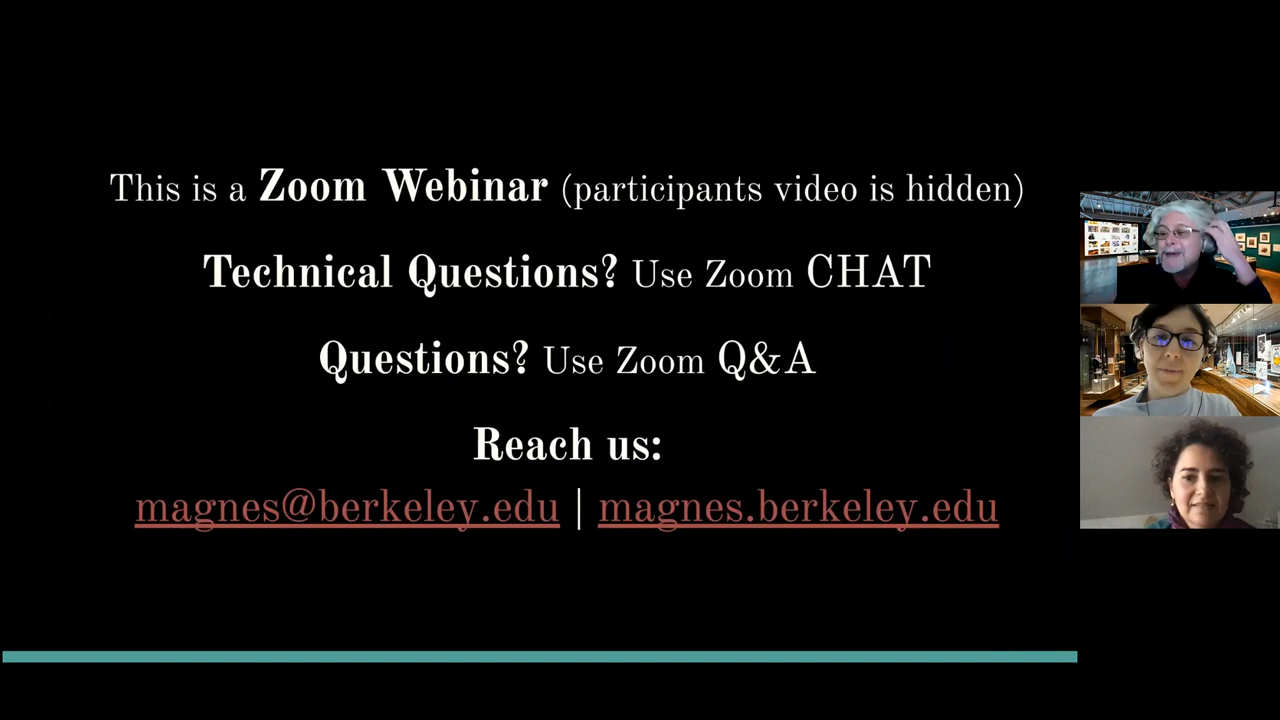 This is a Zoom Webinar (participants video is hidden)
Technical Questions? Use Zoom CHAT
Questions? Use Zoom Q&A
Reach us:
magnes@berkeley.edu | magnes.berkeley.edu